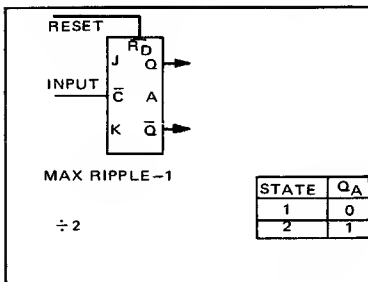 RESET
R̄D
J Q
INPUT C̄ A
K Q̄
MAX RIPPLE-1
÷2
STATE QA
1 0
2 1